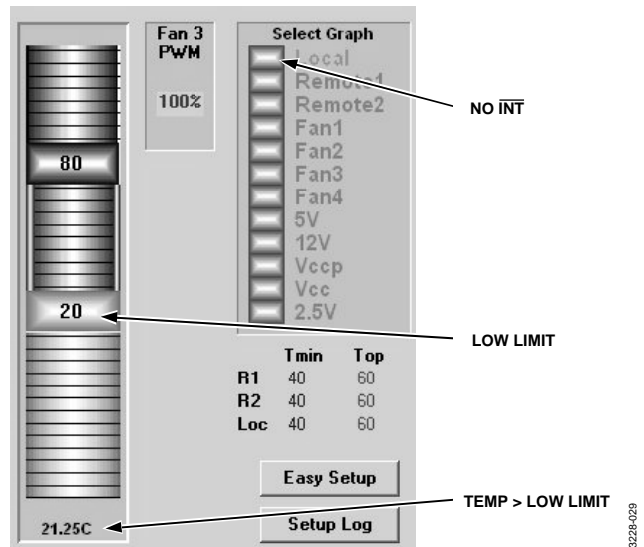 80
20
21.25C
Fan 3
PWM
100%
Select Graph
Local
Remote1
Remote2
Fan1
Fan2
Fan3
Fan4
5V
12V
Vccp
Vcc
2.5V
Tmin Top
R1 40 60
R2 40 60
Loc 40 60
Easy Setup
Setup Log
NO INT
LOW LIMIT
TEMP > LOW LIMIT
3228-029